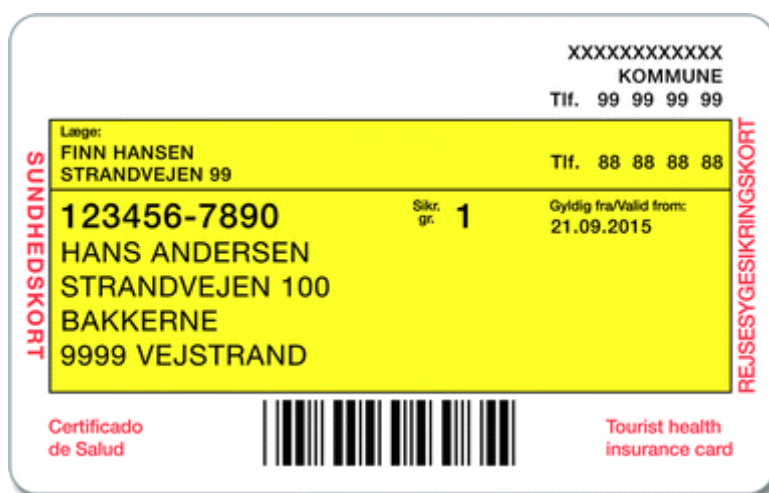 XXXXXXXXXXXX
KOMMUNE
Tlf. 99 99 99 99
Læge:
FINN HANSEN
STRANDVEJEN 99
Tlf. 88 88 88 88
123456-7890
Sikr. gr. 1
Gyldig fra/Valid from:
21.09.2015
HANS ANDERSEN
STRANDVEJEN 100
BAKKERNE
9999 VEJSTRAND
SUNDHEDSKORT
REJSESYGESIKRINGSKORT
Certificado
de Salud
Tourist health
insurance card